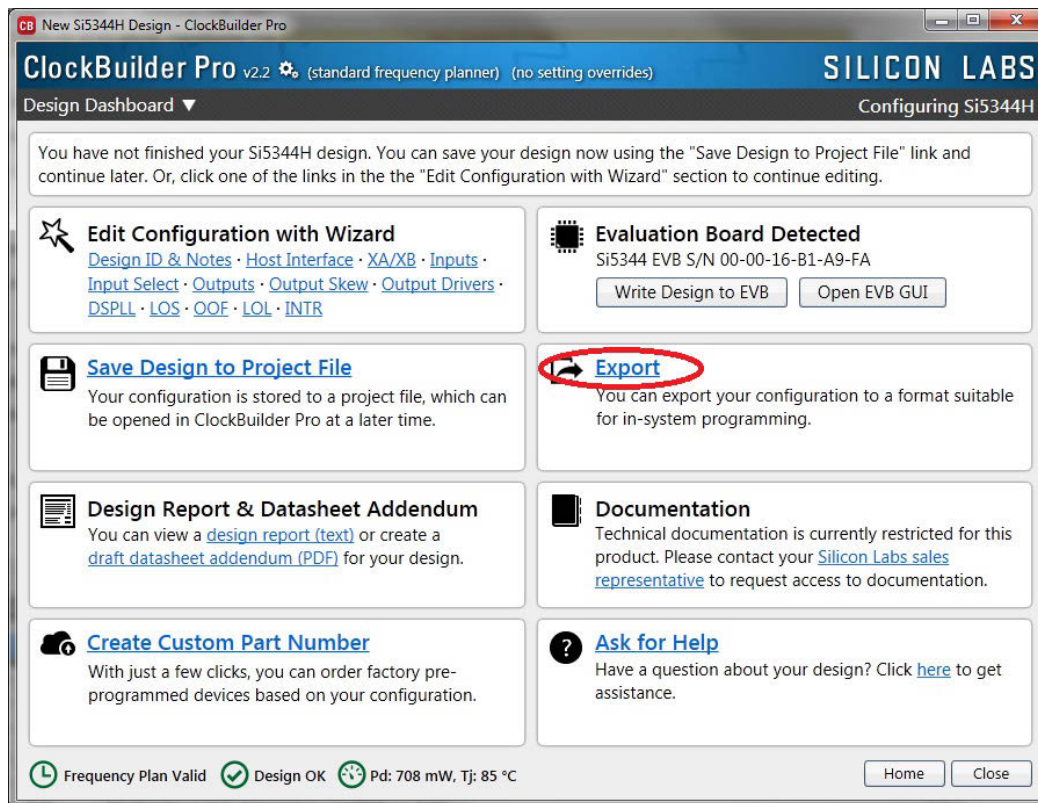 CB New Si5344H Design - ClockBuilder Pro
ClockBuilder Pro v2.2 (standard frequency planner) (no setting overrides) SILICON LABS
Design Dashboard ▼ Configuring Si5344H
You have not finished your Si5344H design. You can save your design now using the "Save Design to Project File" link and
continue later. Or, click one of the links in the the "Edit Configuration with Wizard" section to continue editing.
Edit Configuration with Wizard
Design ID & Notes · Host Interface · XA/XB · Inputs ·
Input Select · Outputs · Output Skew · Output Drivers ·
DSPLL · LOS · OOF · LOL · INTR
Evaluation Board Detected
Si5344 EVB S/N 00-00-16-B1-A9-FA
Write Design to EVB Open EVB GUI
Save Design to Project File
Your configuration is stored to a project file, which can
be opened in ClockBuilder Pro at a later time.
Export
You can export your configuration to a format suitable
for in-system programming.
Design Report & Datasheet Addendum
You can view a design report (text) or create a
draft datasheet addendum (PDF) for your design.
Documentation
Technical documentation is currently restricted for this
product. Please contact your Silicon Labs sales
representative to request access to documentation.
Create Custom Part Number
With just a few clicks, you can order factory pre-
programmed devices based on your configuration.
Ask for Help
Have a question about your design? Click here to get
assistance.
Frequency Plan Valid Design OK Pd: 708 mW, Tj: 85 °C Home Close